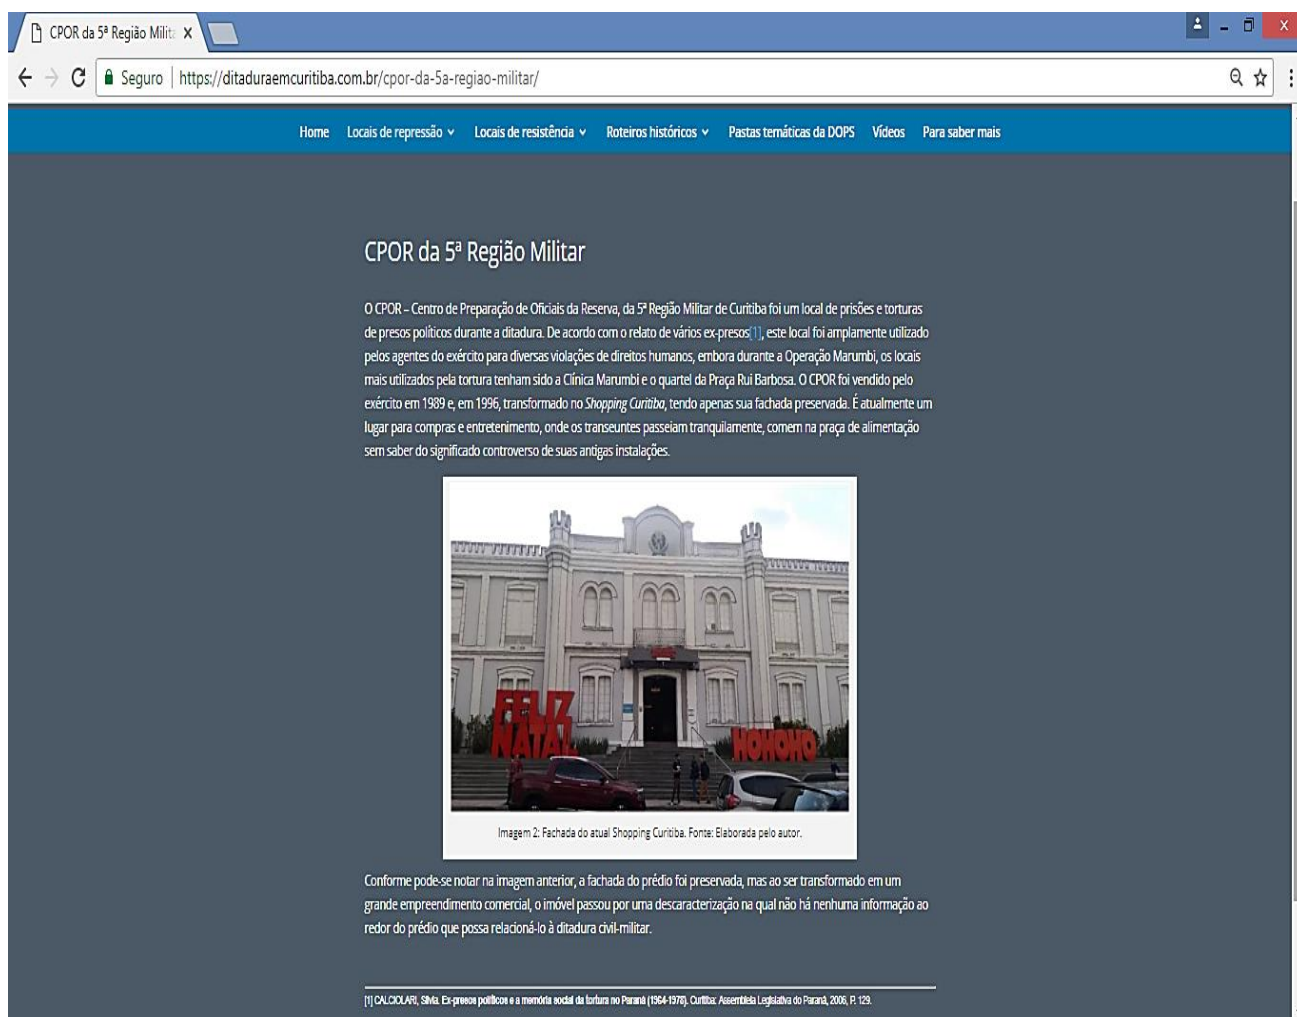 CPOR da 5ª Região Milit
Seguro | https://ditaduraemcuritiba.com.br/cpor-da-5a-regiao-militar/
Home Locais de repressão Locais de resistência Roteiros históricos Pastas temáticas da DOPS Vídeos Para saber mais
CPOR da 5ª Região Militar
O CPOR – Centro de Preparação de Oficiais da Reserva, da 5ª Região Militar de Curitiba foi um local de prisões e torturas
de presos políticos durante a ditadura. De acordo com o relato de vários ex-presos[1], este local foi amplamente utilizado
pelos agentes do exército para diversas violações de direitos humanos, embora durante a Operação Marumbi, os locais
mais utilizados pela tortura tenham sido a Clínica Marumbi e o quartel da Praça Rui Barbosa. O CPOR foi vendido pelo
exército em 1989 e, em 1996, transformado no Shopping Curitiba, tendo apenas sua fachada preservada. É atualmente um
lugar para compras e entretenimento, onde os transeuntes passeiam tranquilamente, comem na praça de alimentação
sem saber do significado controverso de suas antigas instalações.
FELIZ
NATAL
HOHOHO
Imagem 2: Fachada do atual Shopping Curitiba. Fonte: Elaborada pelo autor.
Conforme pode-se notar na imagem anterior, a fachada do prédio foi preservada, mas ao ser transformado em um
grande empreendimento comercial, o imóvel passou por uma descaracterização na qual não há nenhuma informação ao
redor do prédio que possa relacioná-lo à ditadura civil-militar.
[1] CALCIOLARI, Silvia. Ex-presos políticos e a memória social da tortura no Paraná (1964-1978). Curitiba: Assembleia Legislativa do Paraná, 2006, P. 129.